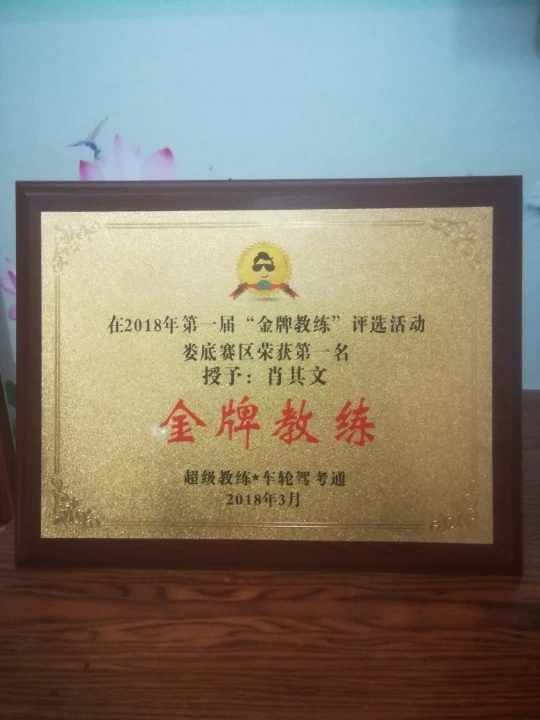 在2018年第一届“金牌教练”评选活动
娄底赛区荣获第一名
授予：肖其文
金牌教练
超级教练*车轮驾考通
2018年3月